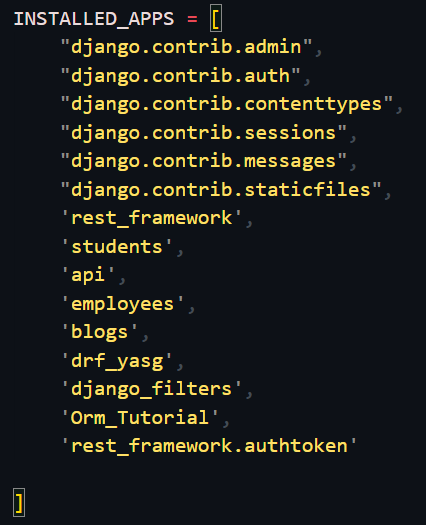 INSTALLED_APPS = [
    "django.contrib.admin",
    "django.contrib.auth",
    "django.contrib.contenttypes",
    "django.contrib.sessions",
    "django.contrib.messages",
    "django.contrib.staticfiles",
    'rest_framework',
    'students',
    'api',
    'employees',
    'blogs',
    'drf_yasg',
    'django_filters',
    'Orm_Tutorial',
    'rest_framework.authtoken'
]